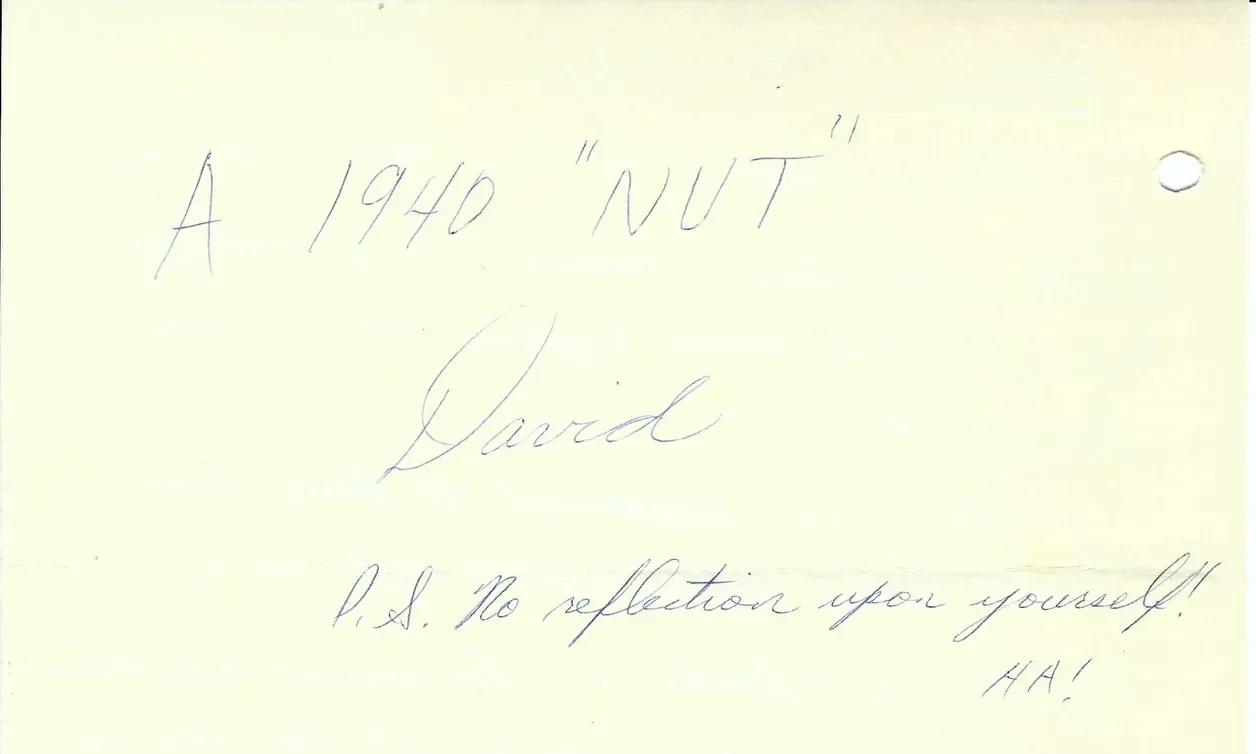 A 1940 "NUT"
David
P.S. No reflection upon yourself!
HA!